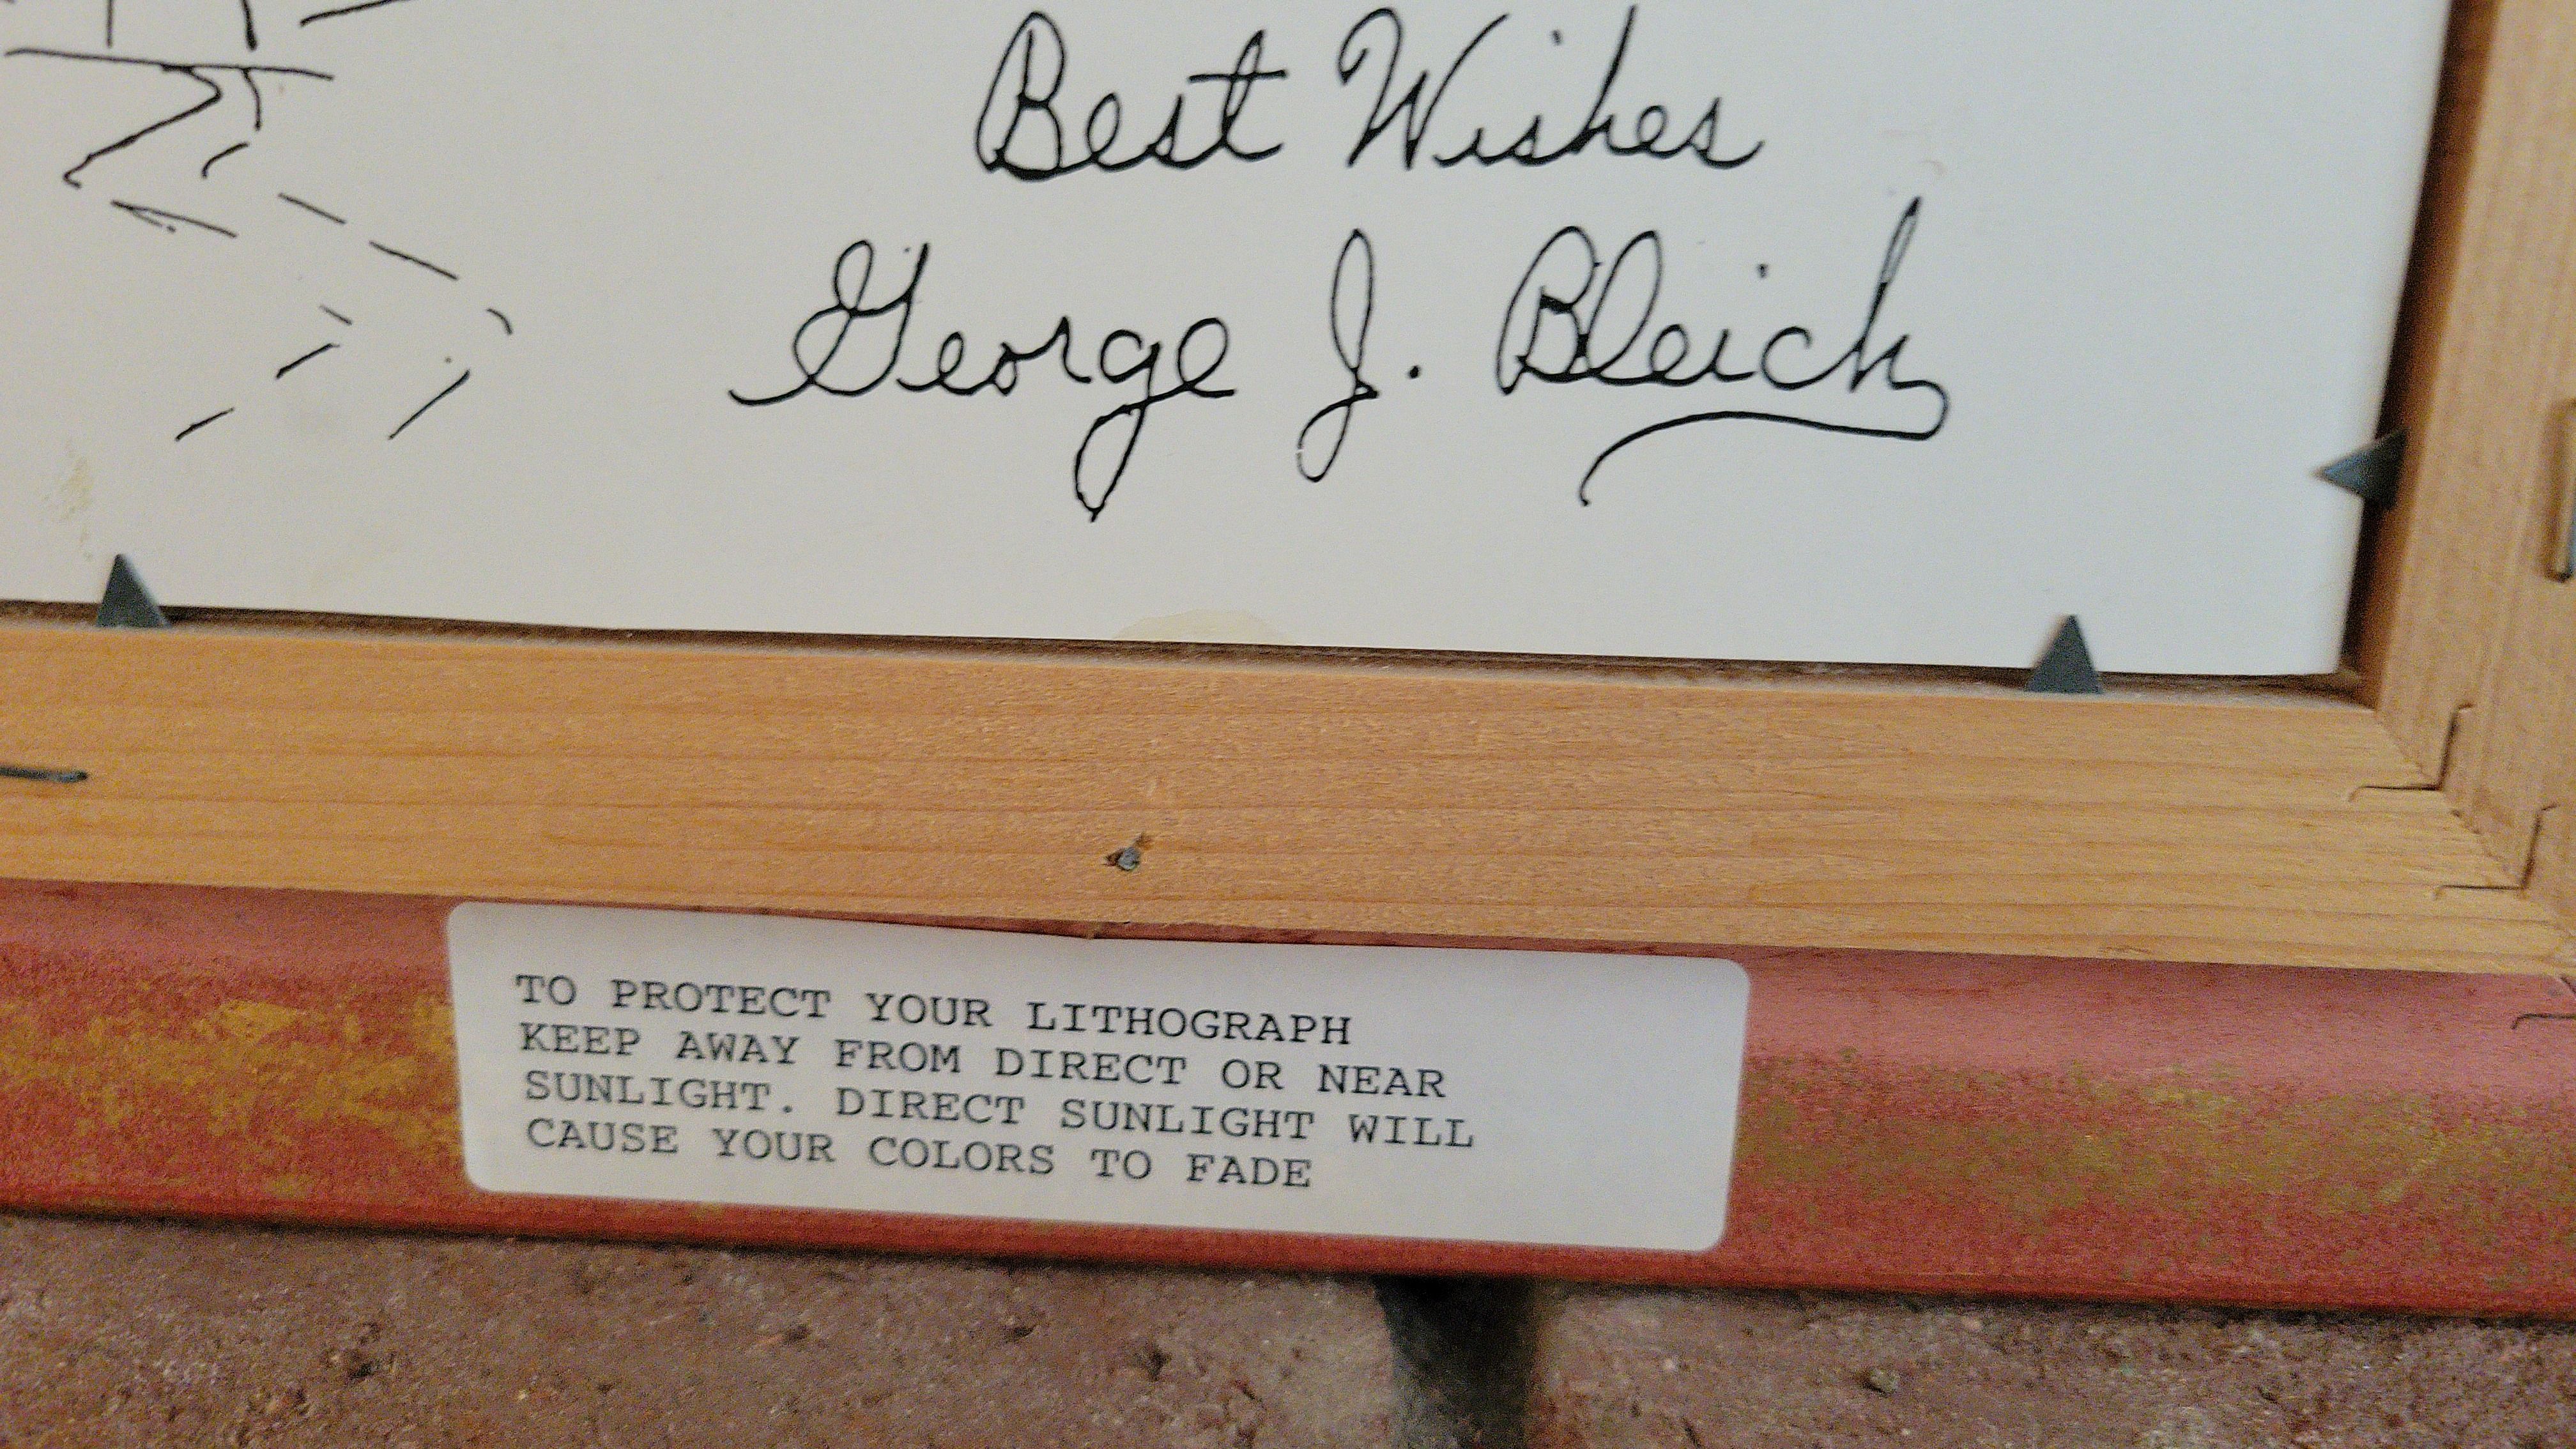 Best Wishes
George J. Bleich
TO PROTECT YOUR LITHOGRAPH
KEEP AWAY FROM DIRECT OR NEAR
SUNLIGHT. DIRECT SUNLIGHT WILL
CAUSE YOUR COLORS TO FADE